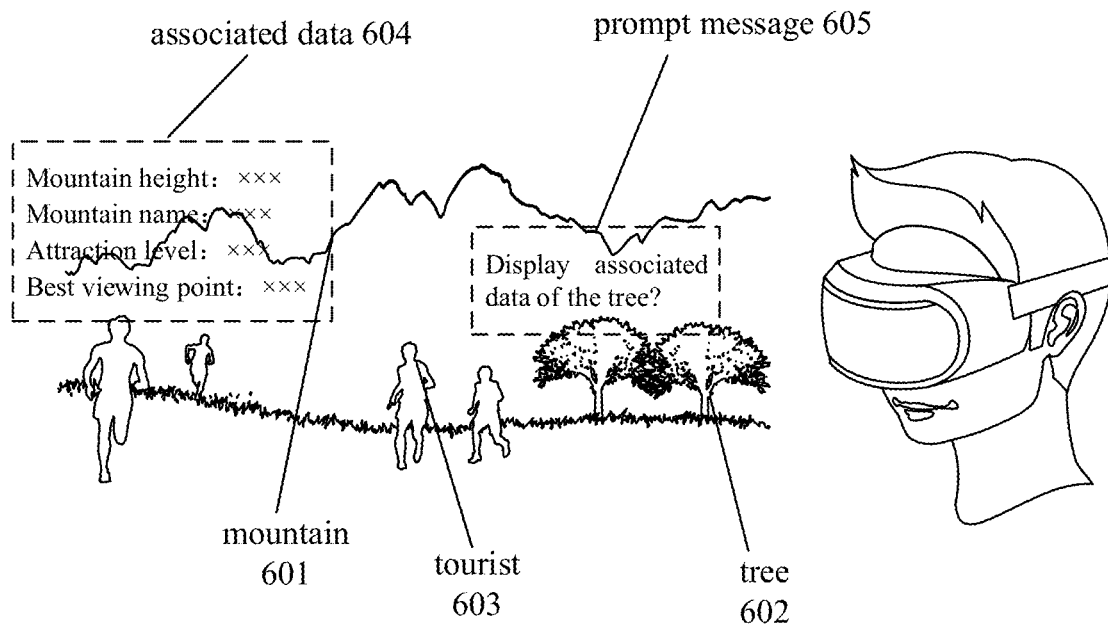 associated data 604
prompt message 605
Mountain height: ×××
Mountain name: ×××
Attraction level: ×××
Best viewing point: ×××
Display associated
data of the tree?
mountain
601
tourist
603
tree
602